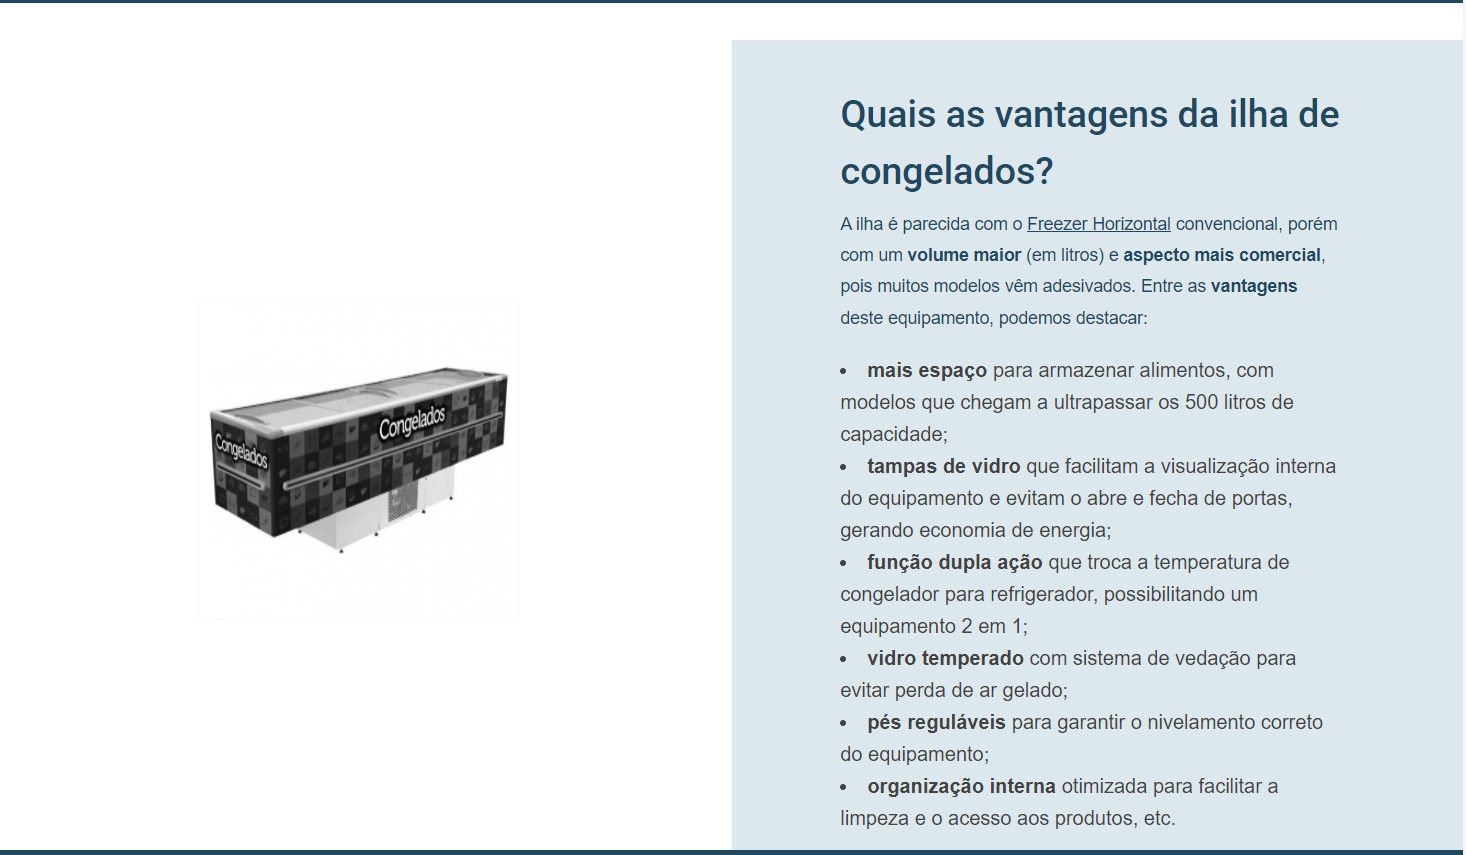 Quais as vantagens da ilha de
congelados?
A ilha é parecida com o Freezer Horizontal convencional, porém
com um volume maior (em litros) e aspecto mais comercial,
pois muitos modelos vêm adesivados. Entre as vantagens
deste equipamento, podemos destacar:
• mais espaço para armazenar alimentos, com
modelos que chegam a ultrapassar os 500 litros de
capacidade;
• tampas de vidro que facilitam a visualização interna
do equipamento e evitam o abre e fecha de portas,
gerando economia de energia;
• função dupla ação que troca a temperatura de
congelador para refrigerador, possibilitando um
equipamento 2 em 1;
• vidro temperado com sistema de vedação para
evitar perda de ar gelado;
• pés reguláveis para garantir o nivelamento correto
do equipamento;
• organização interna otimizada para facilitar a
limpeza e o acesso aos produtos, etc.
Congelados
Congelados